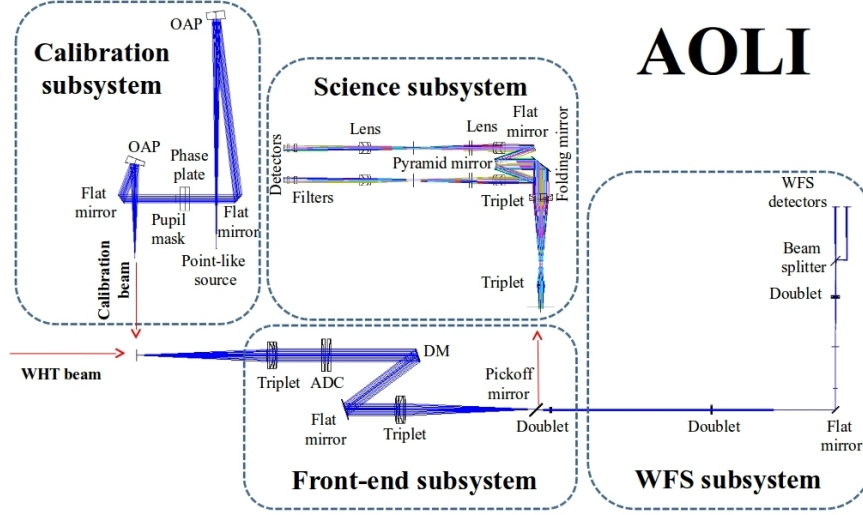 AOLI
Calibration
subsystem
OAP
OAP
Phase
plate
Flat
mirror
Pupil
mask
Flat
mirror
Point-like
source
Calibration
beam
Science subsystem
Detectors
Filters
Lens
Lens
Flat
mirror
Pyramid mirror
Folding mirror
Triplet
Triplet
WHT beam
Triplet
ADC
DM
Flat
mirror
Triplet
Pickoff
mirror
Front-end subsystem
WFS
detectors
Beam
splitter
Doublet
Doublet
Doublet
Flat
mirror
WFS subsystem